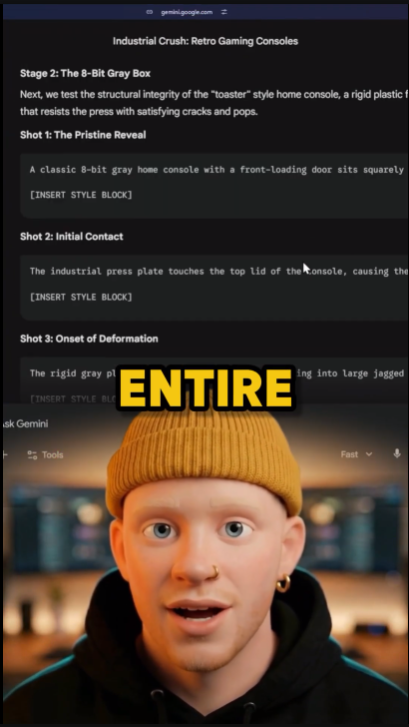 gemini.google.com
Industrial Crush: Retro Gaming Consoles
Stage 2: The 8-Bit Gray Box
Next, we test the structural integrity of the "toaster" style home console, a rigid plastic f
that resists the press with satisfying cracks and pops.
Shot 1: The Pristine Reveal
A classic 8-bit gray home console with a front-loading door sits squarely
[INSERT STYLE BLOCK]
Shot 2: Initial Contact
The industrial press plate touches the top lid of the console, causing the
[INSERT STYLE BLOCK]
Shot 3: Onset of Deformation
The rigid gray pl ing into large jagged
[INSERT STYLE BLOCK]
ENTIRE
Ask Gemini
Tools
Fast